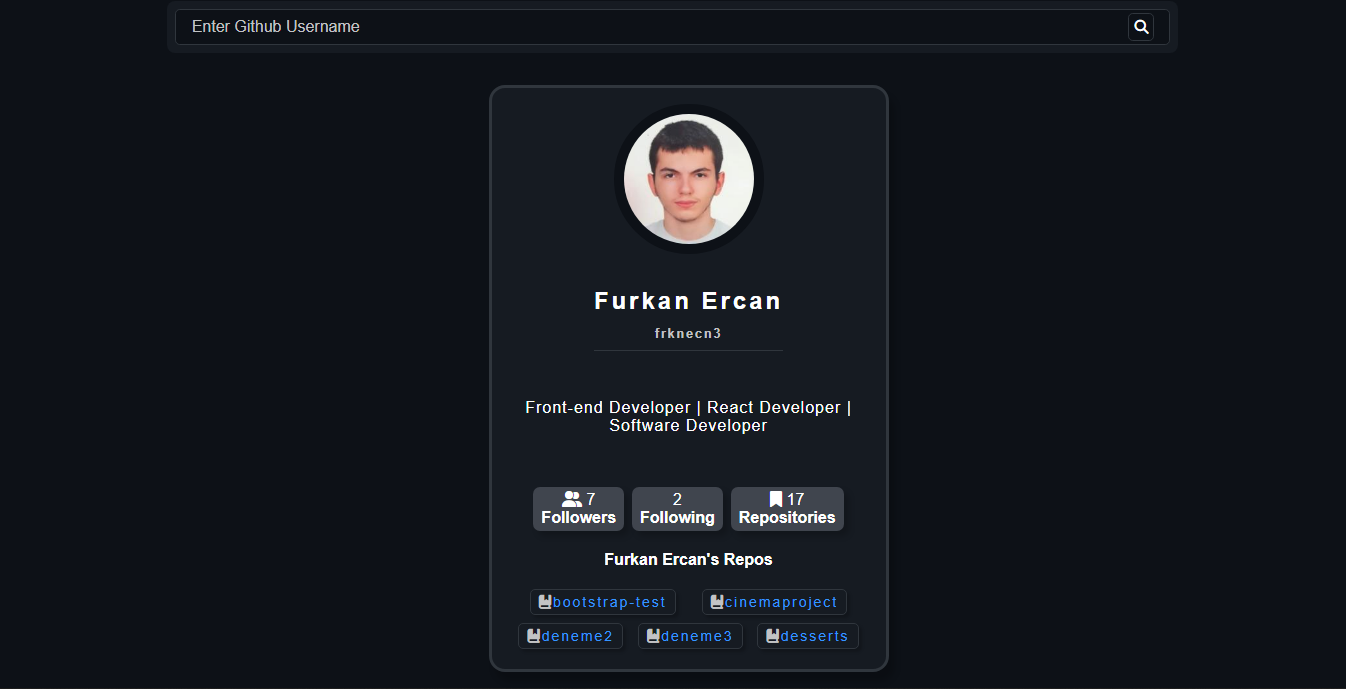 Enter Github Username
Furkan Ercan
frknecn3
Front-end Developer | React Developer |
Software Developer
7 2 17
Followers Following Repositories
Furkan Ercan's Repos
bootstrap-test cinemaproject
deneme2 deneme3 desserts